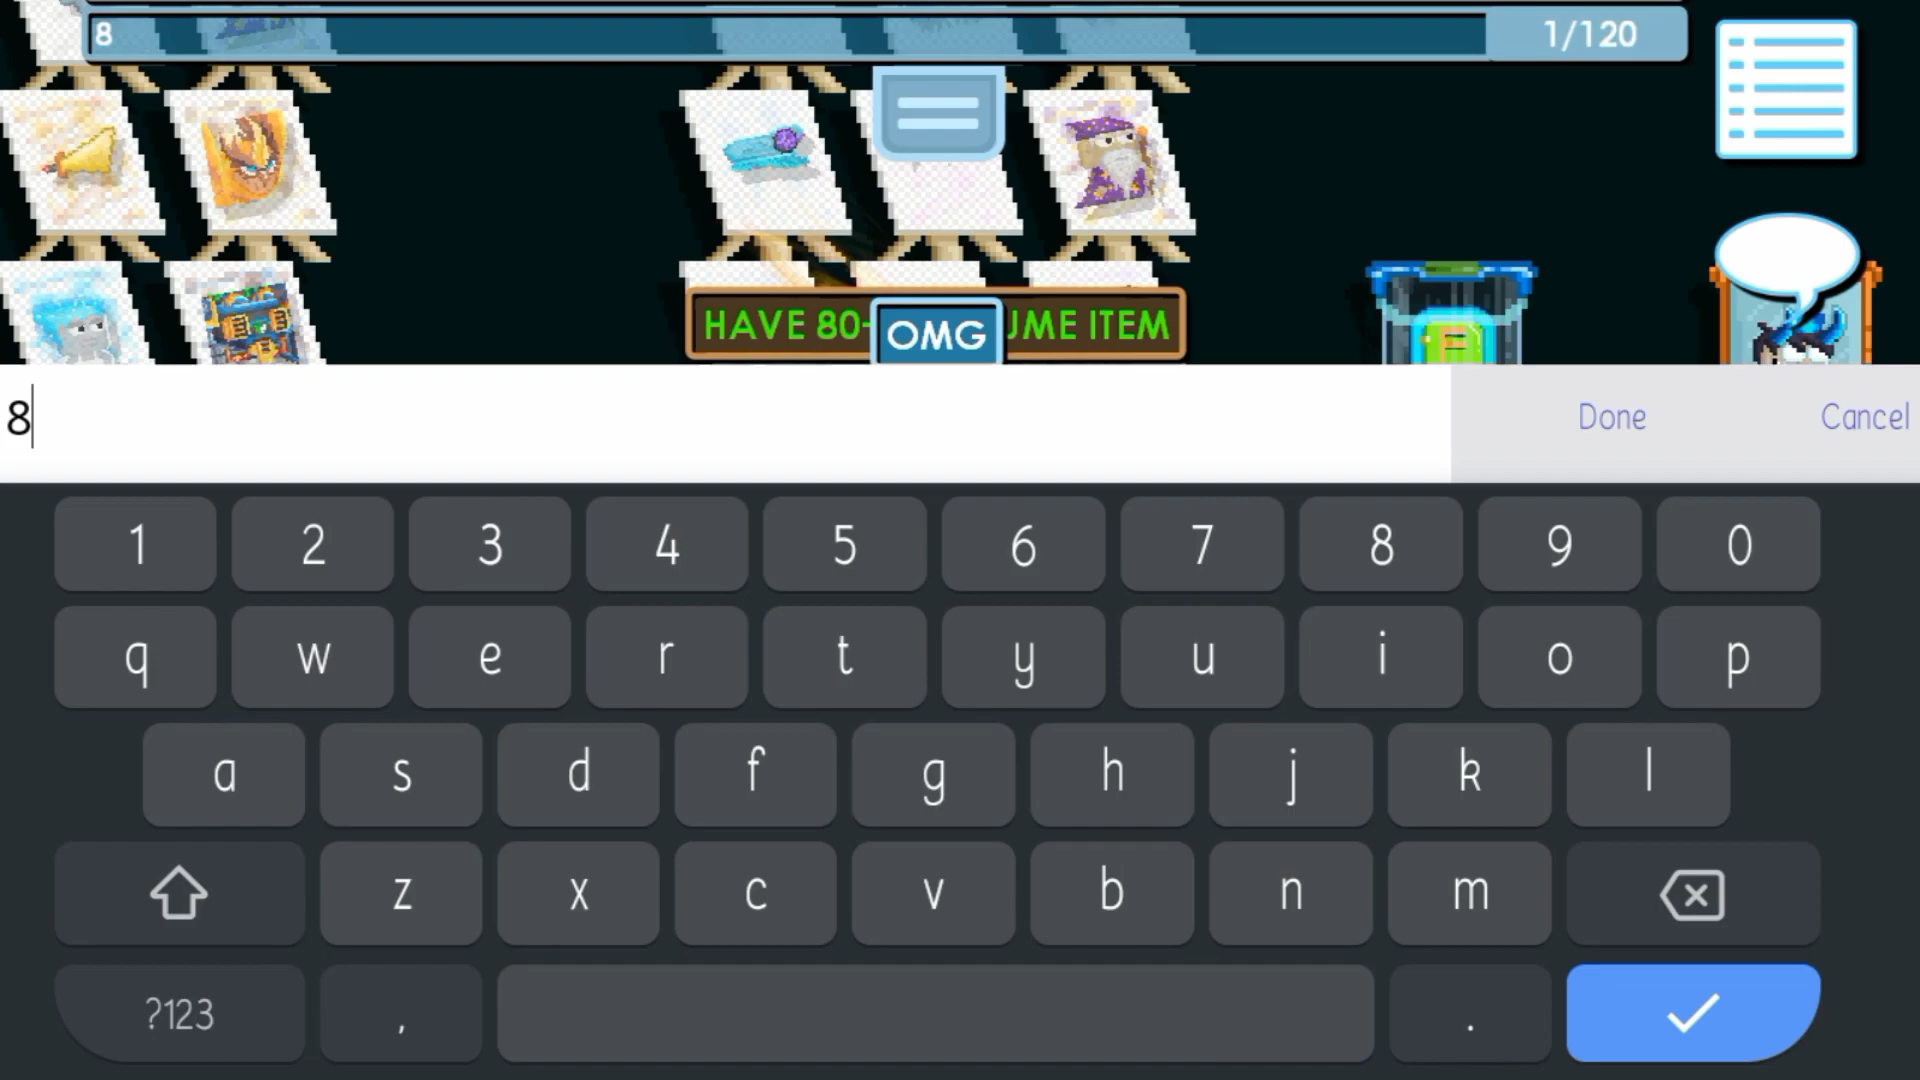 8
1/120
HAVE 80-
OMG
UME ITEM
8
Done
Cancel
1 2 3 4 5 6 7 8 9 0
q w e r t y u i o p
a s d f g h j k l
z x c v b n m
?123 , .